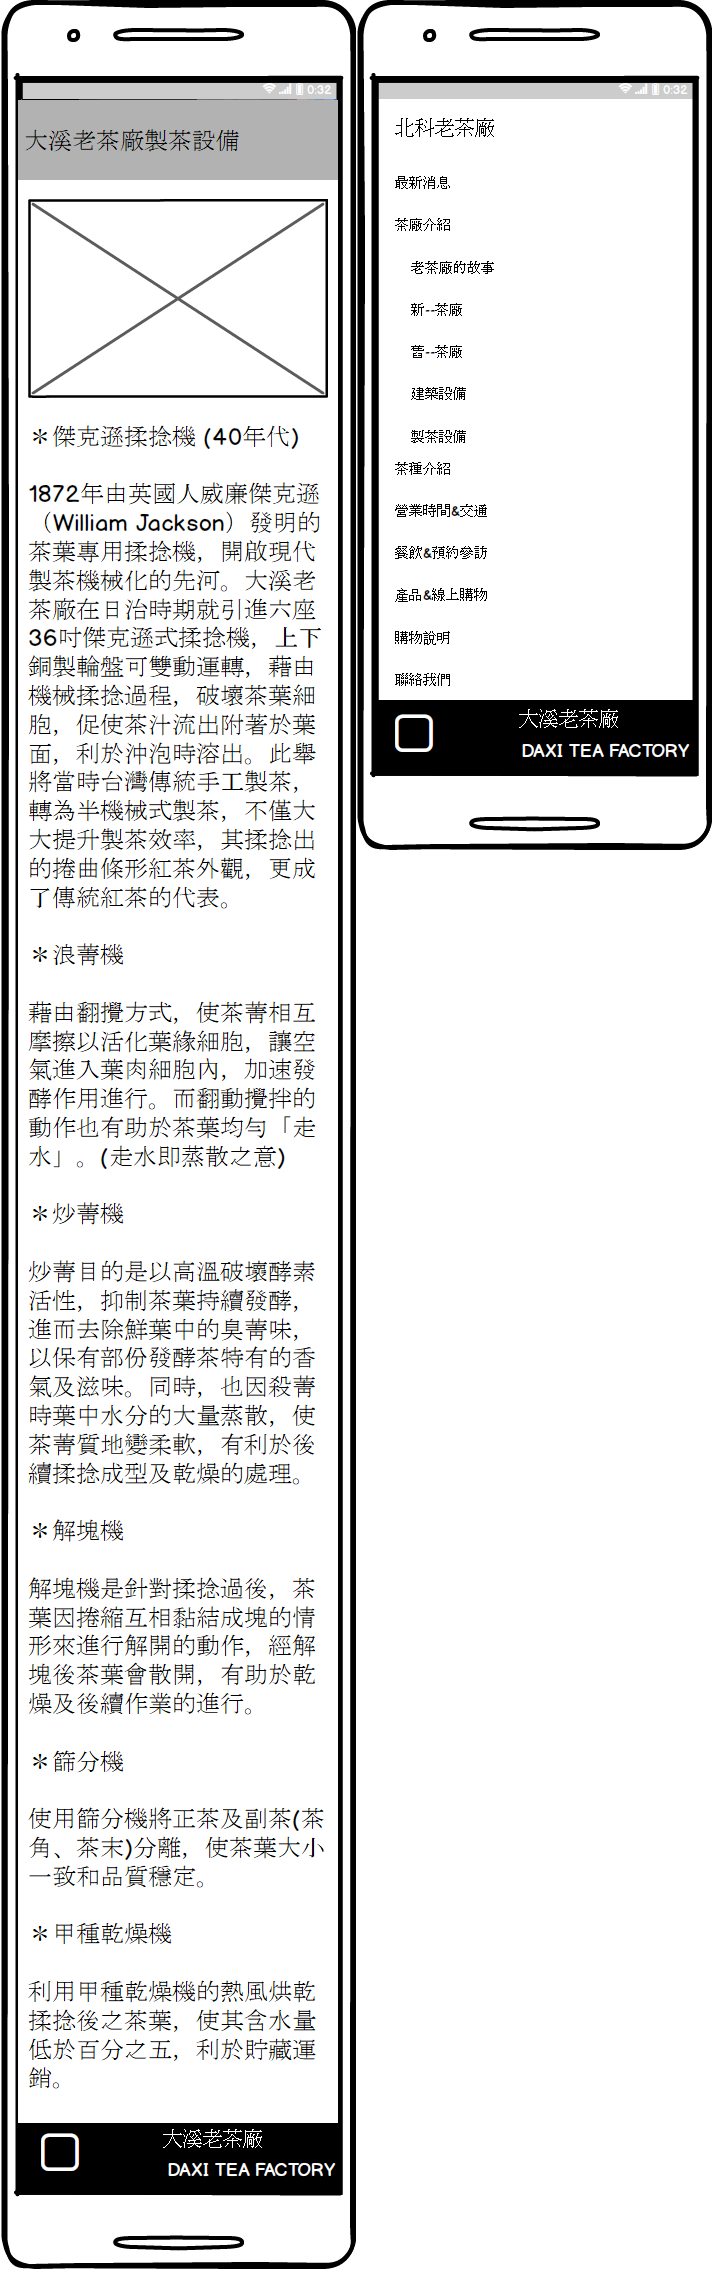 0:32
大溪老茶廠製茶設備
＊傑克遜揉捻機 (40年代)
1872年由英國人威廉傑克遜
（William Jackson）發明的
茶葉專用揉捻機，開啟現代
製茶機械化的先河。大溪老
茶廠在日治時期就引進六座
36吋傑克遜式揉捻機，上下
銅製輪盤可雙動運轉，藉由
機械揉捻過程，破壞茶葉細
胞，促使茶汁流出附著於葉
面，利於沖泡時溶出。此舉
將當時台灣傳統手工製茶，
轉為半機械式製茶，不僅大
大提升製茶效率，其揉捻出
的捲曲條形紅茶外觀，更成
了傳統紅茶的代表。
＊浪菁機
藉由翻攪方式，使茶菁相互
摩擦以活化葉緣細胞，讓空
氣進入葉肉細胞內，加速發
酵作用進行。而翻動攪拌的
動作也有助於茶葉均勻「走
水」。(走水即蒸散之意)
＊炒菁機
炒菁目的是以高溫破壞酵素
活性，抑制茶葉持續發酵，
進而去除鮮葉中的臭菁味，
以保有部份發酵茶特有的香
氣及滋味。同時，也因殺菁
時葉中水分的大量蒸散，使
茶菁質地變柔軟，有利於後
續揉捻成型及乾燥的處理。
＊解塊機
解塊機是針對揉捻過後，茶
葉因捲縮互相黏結成塊的情
形來進行解開的動作，經解
塊後茶葉會散開，有助於乾
燥及後續作業的進行。
＊篩分機
使用篩分機將正茶及副茶(茶
角、茶末)分離，使茶葉大小
一致和品質穩定。
＊甲種乾燥機
利用甲種乾燥機的熱風烘乾
揉捻後之茶葉，使其含水量
低於百分之五，利於貯藏運
銷。
大溪老茶廠
DAXI TEA FACTORY
0:32
北科老茶廠
最新消息
茶廠介紹
老茶廠的故事
新--茶廠
舊--茶廠
建築設備
製茶設備
茶種介紹
營業時間&交通
餐飲&預約參訪
產品&線上購物
購物說明
聯絡我們
大溪老茶廠
DAXI TEA FACTORY